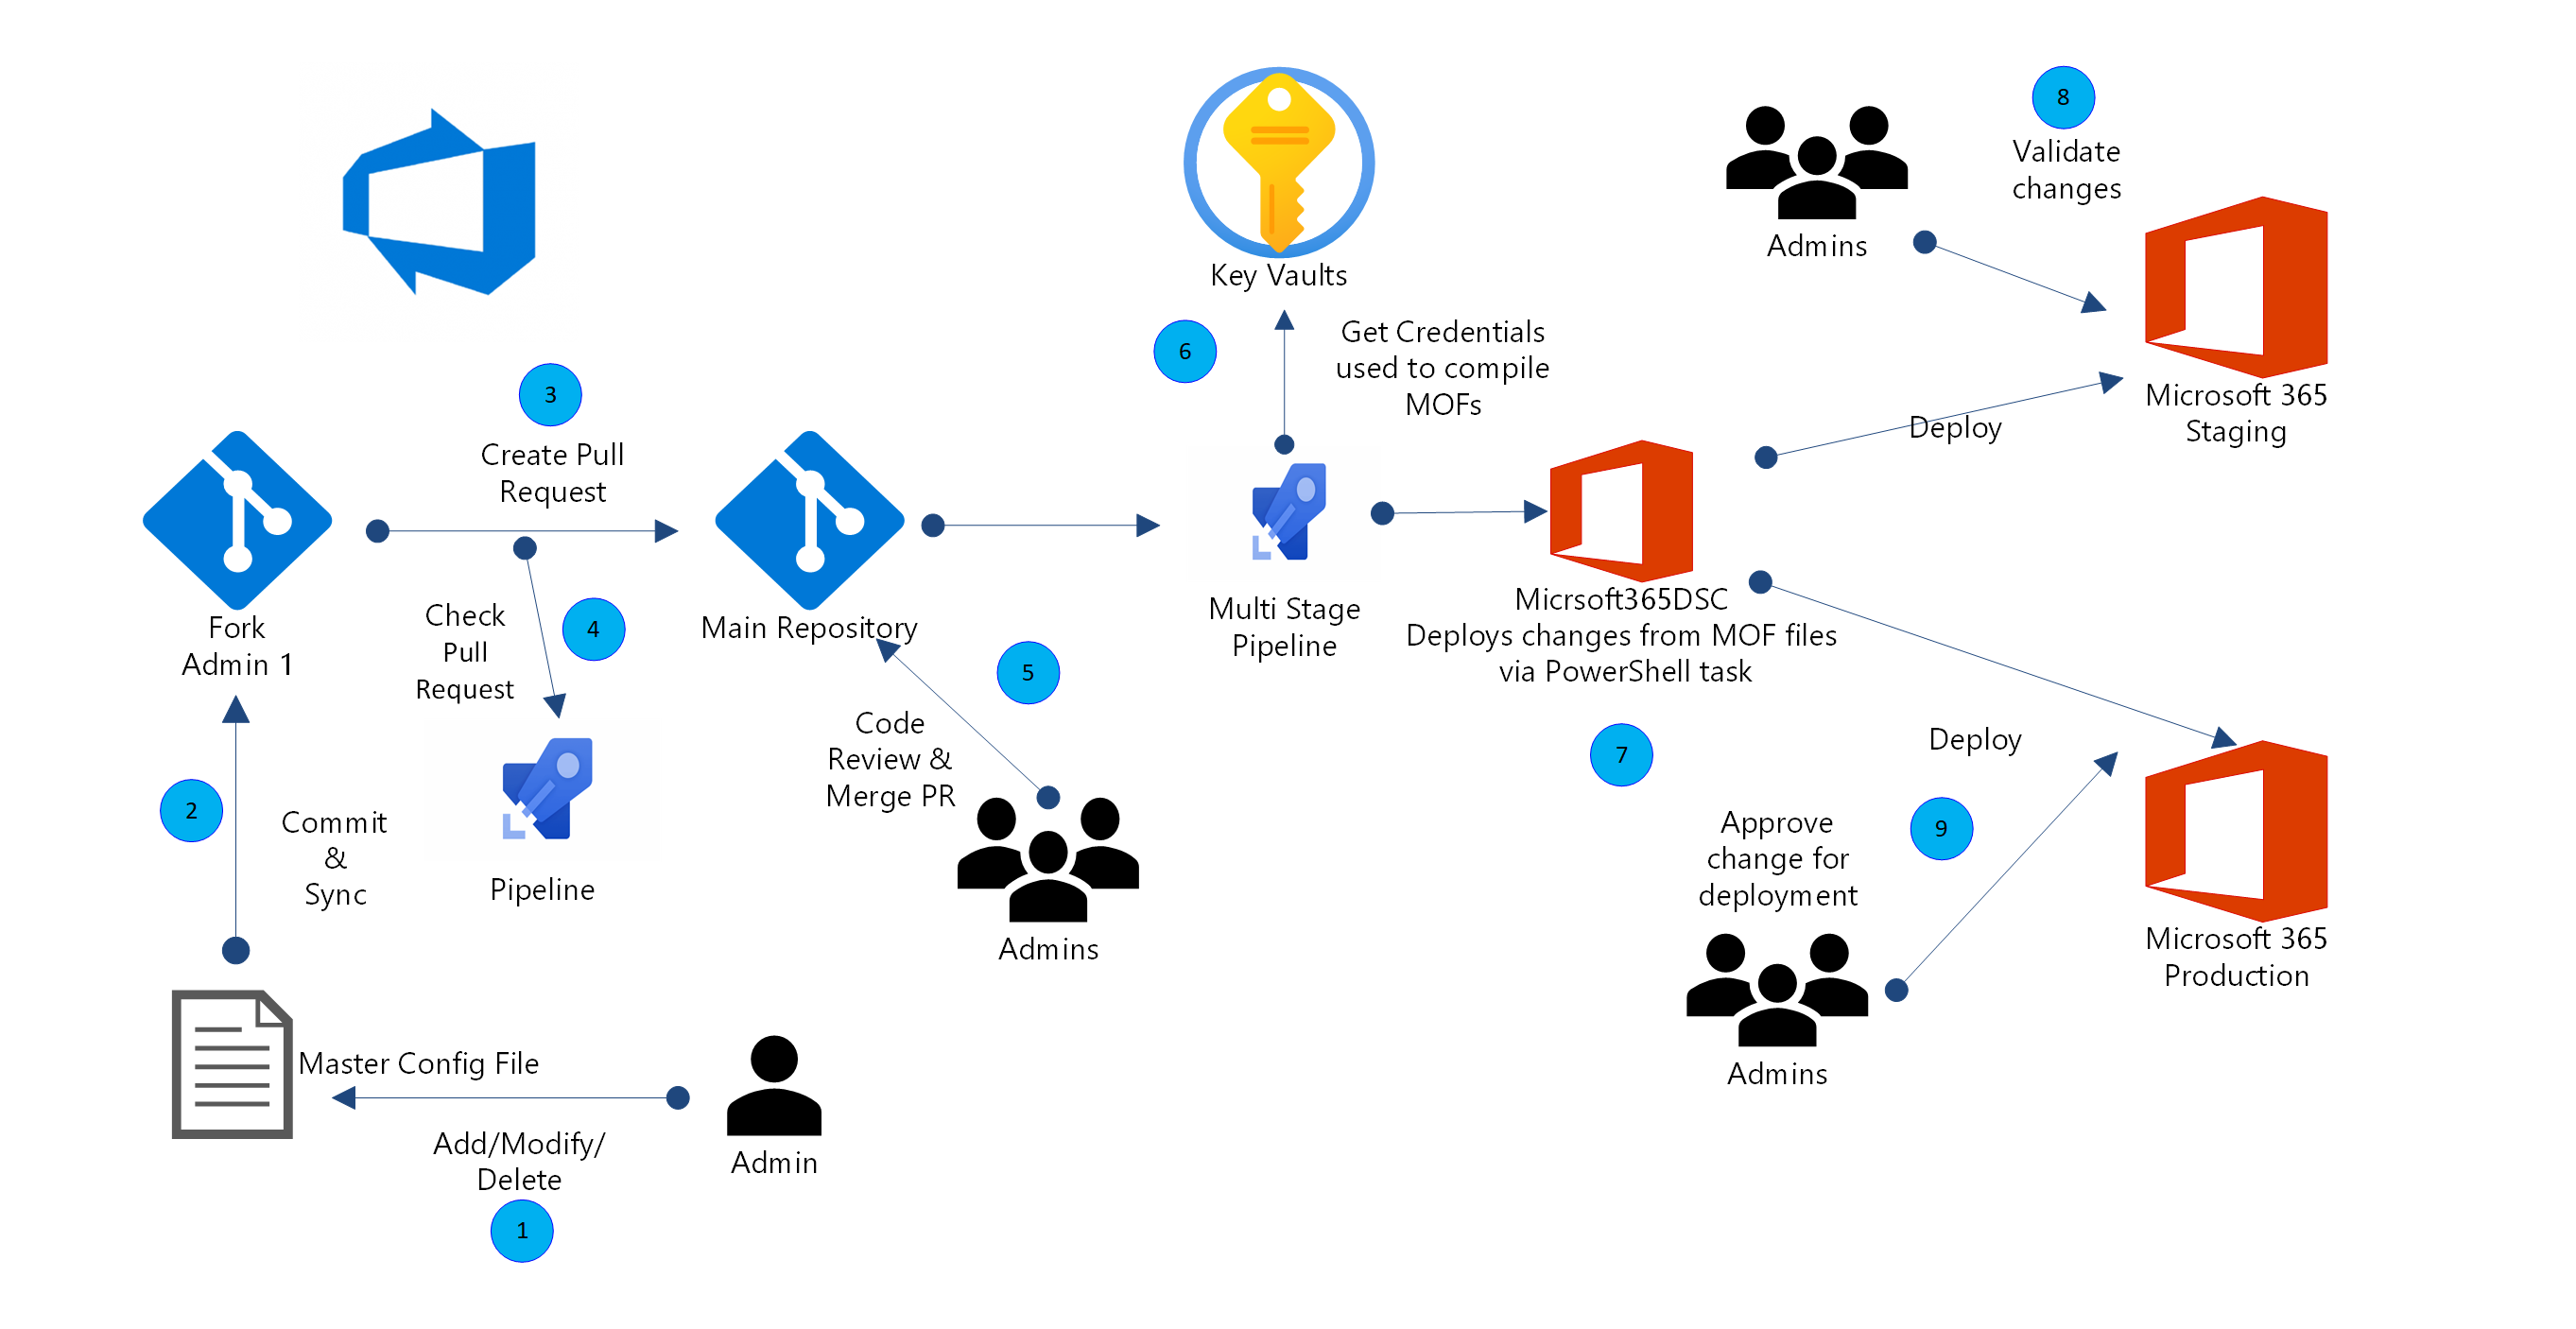 8
Validate
changes
Admins
Key Vaults
6
Get Credentials
used to compile
MOFs
Microsoft 365
Staging
Deploy
3
Create Pull
Request
Fork
Admin 1
Check
Pull
Request
4
Main Repository
Multi Stage
Pipeline
Micrsoft365DSC
Deploys changes from MOF files
via PowerShell task
5
Code
Review &
Merge PR
7
Deploy
2
Commit
&
Sync
Pipeline
Admins
Approve
change for
deployment
9
Microsoft 365
Production
Admins
Master Config File
Add/Modify/
Delete
Admin
1